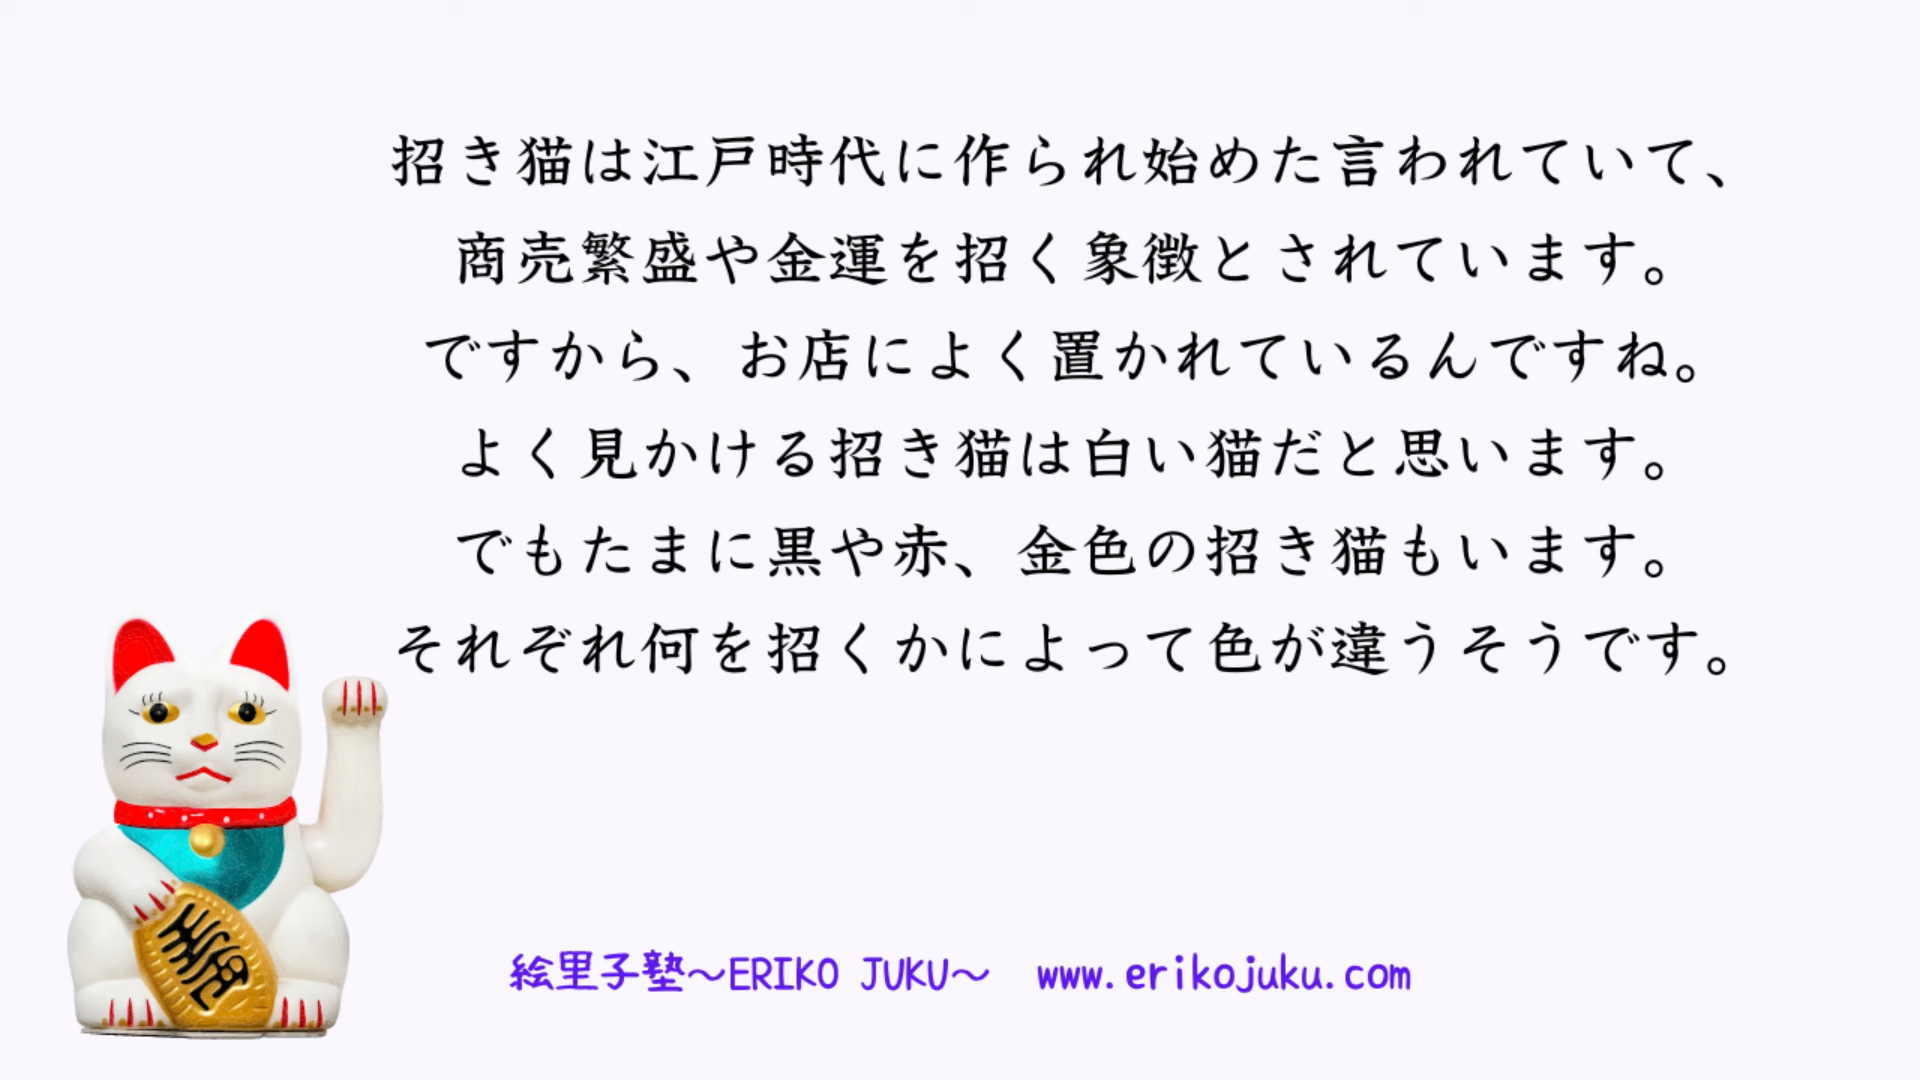 招き猫は江戸時代に作られ始めた言われていて、
商売繁盛や金運を招く象徴とされています。
ですから、お店によく置かれているんですね。
よく見かける招き猫は白い猫だと思います。
でもたまに黒や赤、金色の招き猫もいます。
それぞれ何を招くかによって色が違うそうです。
絵里子塾〜ERIKO JUKU〜 www.erikojuku.com